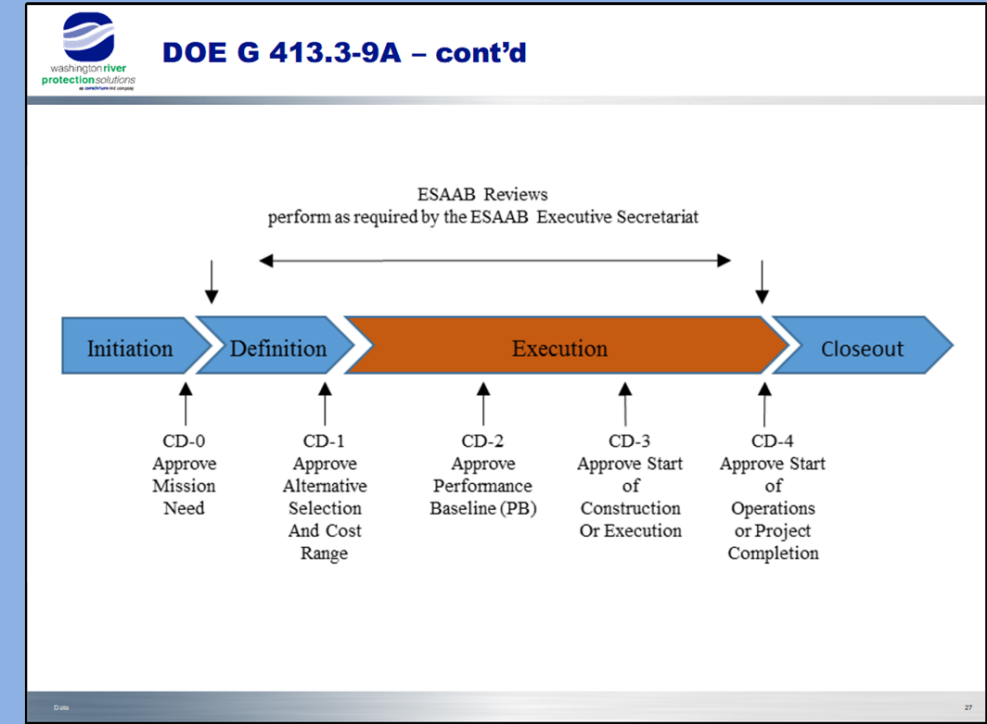 washington river
protection solutions
DOE G 413.3-9A – cont’d
ESAAB Reviews
perform as required by the ESAAB Executive Secretariat
Initiation
Definition
Execution
Closeout
CD-0
Approve
Mission
Need
CD-1
Approve
Alternative
Selection
And Cost
Range
CD-2
Approve
Performance
Baseline (PB)
CD-3
Approve Start
of
Construction
Or Execution
CD-4
Approve Start
of
Operations
or Project
Completion
Date
27